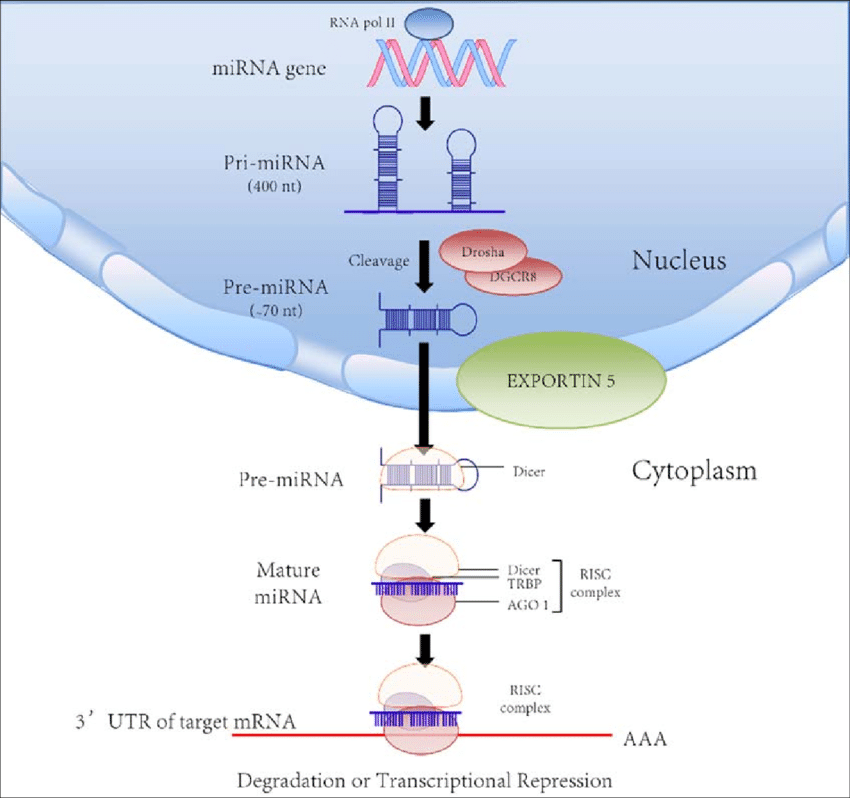 RNA pol II
miRNA gene
Pri-miRNA
(400 nt)
Cleavage
Drosha
DGCR8
Nucleus
Pre-miRNA
(~70 nt)
EXPORTIN 5
Pre-miRNA
Dicer
Cytoplasm
Mature
miRNA
Dicer
TRBP
AGO 1
RISC
complex
RISC
complex
3' UTR of target mRNA
AAA
Degradation or Transcriptional Repression